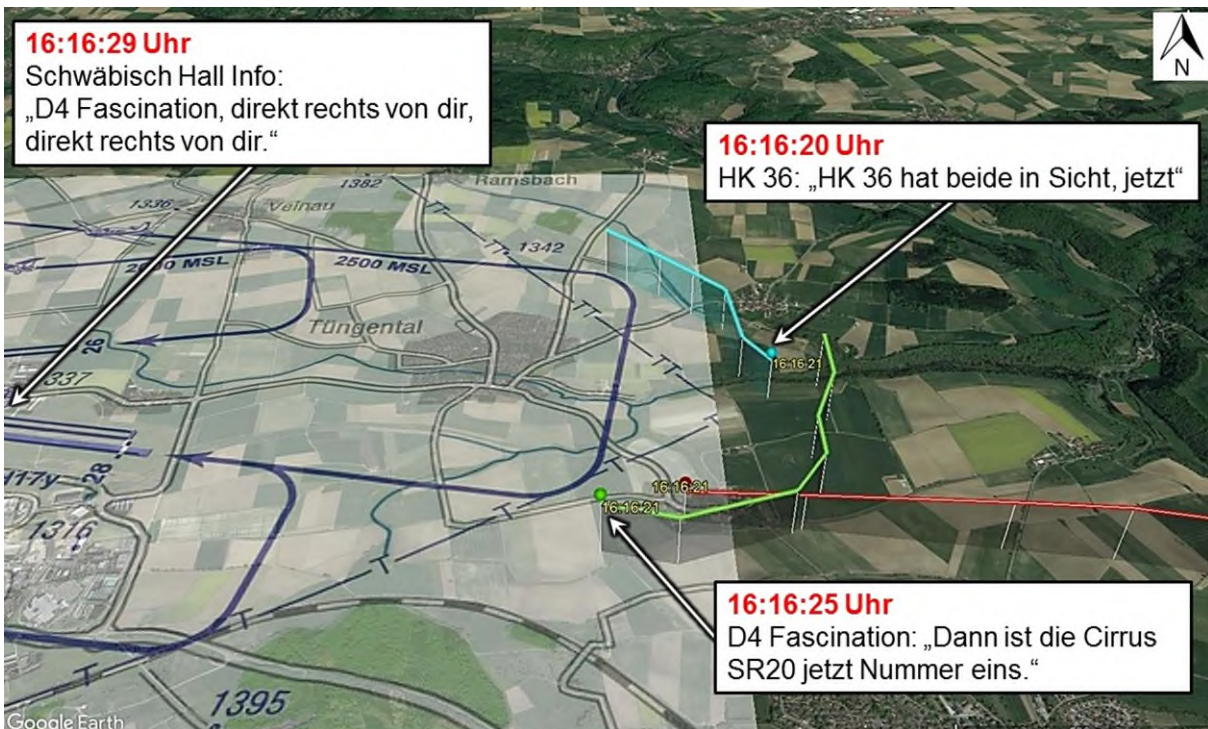 16:16:29 Uhr
Schwäbisch Hall Info:
„D4 Fascination, direkt rechts von dir,
direkt rechts von dir.“
N
16:16:20 Uhr
HK 36: „HK 36 hat beide in Sicht, jetzt“
1382
Ramsbach
1336
Veinau
1342
2500 MSL
Tüngental
26
337
16:16:21
16:16:21
16:16:21
28
1316
T
T
T
16:16:25 Uhr
D4 Fascination: „Dann ist die Cirrus
SR20 jetzt Nummer eins.“
1395
Google Earth